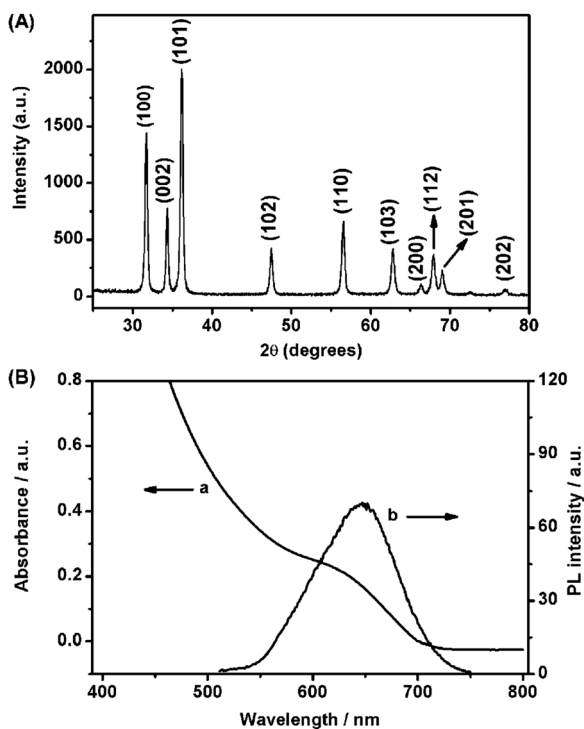 (A)
Intensity (a.u.)
2000
1500
1000
500
0
(100)
(002)
(101)
(102)
(110)
(103)
(200)
(112)
(201)
(202)
30 40 50 60 70 80
2θ (degrees)
(B)
Absorbance / a.u.
0.8
0.6
0.4
0.2
0.0
a
b
120
90
60
30
0
PL intensity / a.u.
400 500 600 700 800
Wavelength / nm